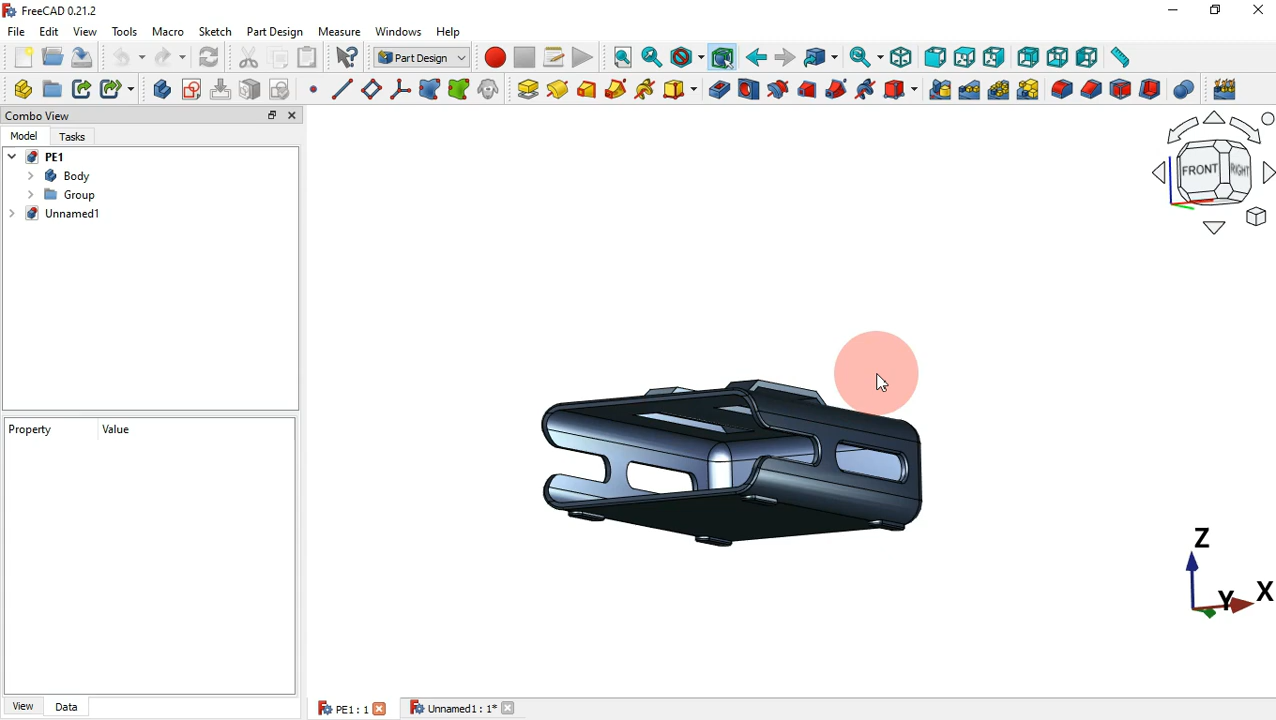 FreeCAD 0.21.2
File Edit View Tools Macro Sketch Part Design Measure Windows Help
Part Design
Combo View
Model Tasks
PE1
Body
Group
Unnamed1
FRONT RIGHT
Property Value
Z
Y X
View Data
PE1 : 1 Unnamed1 : 1*